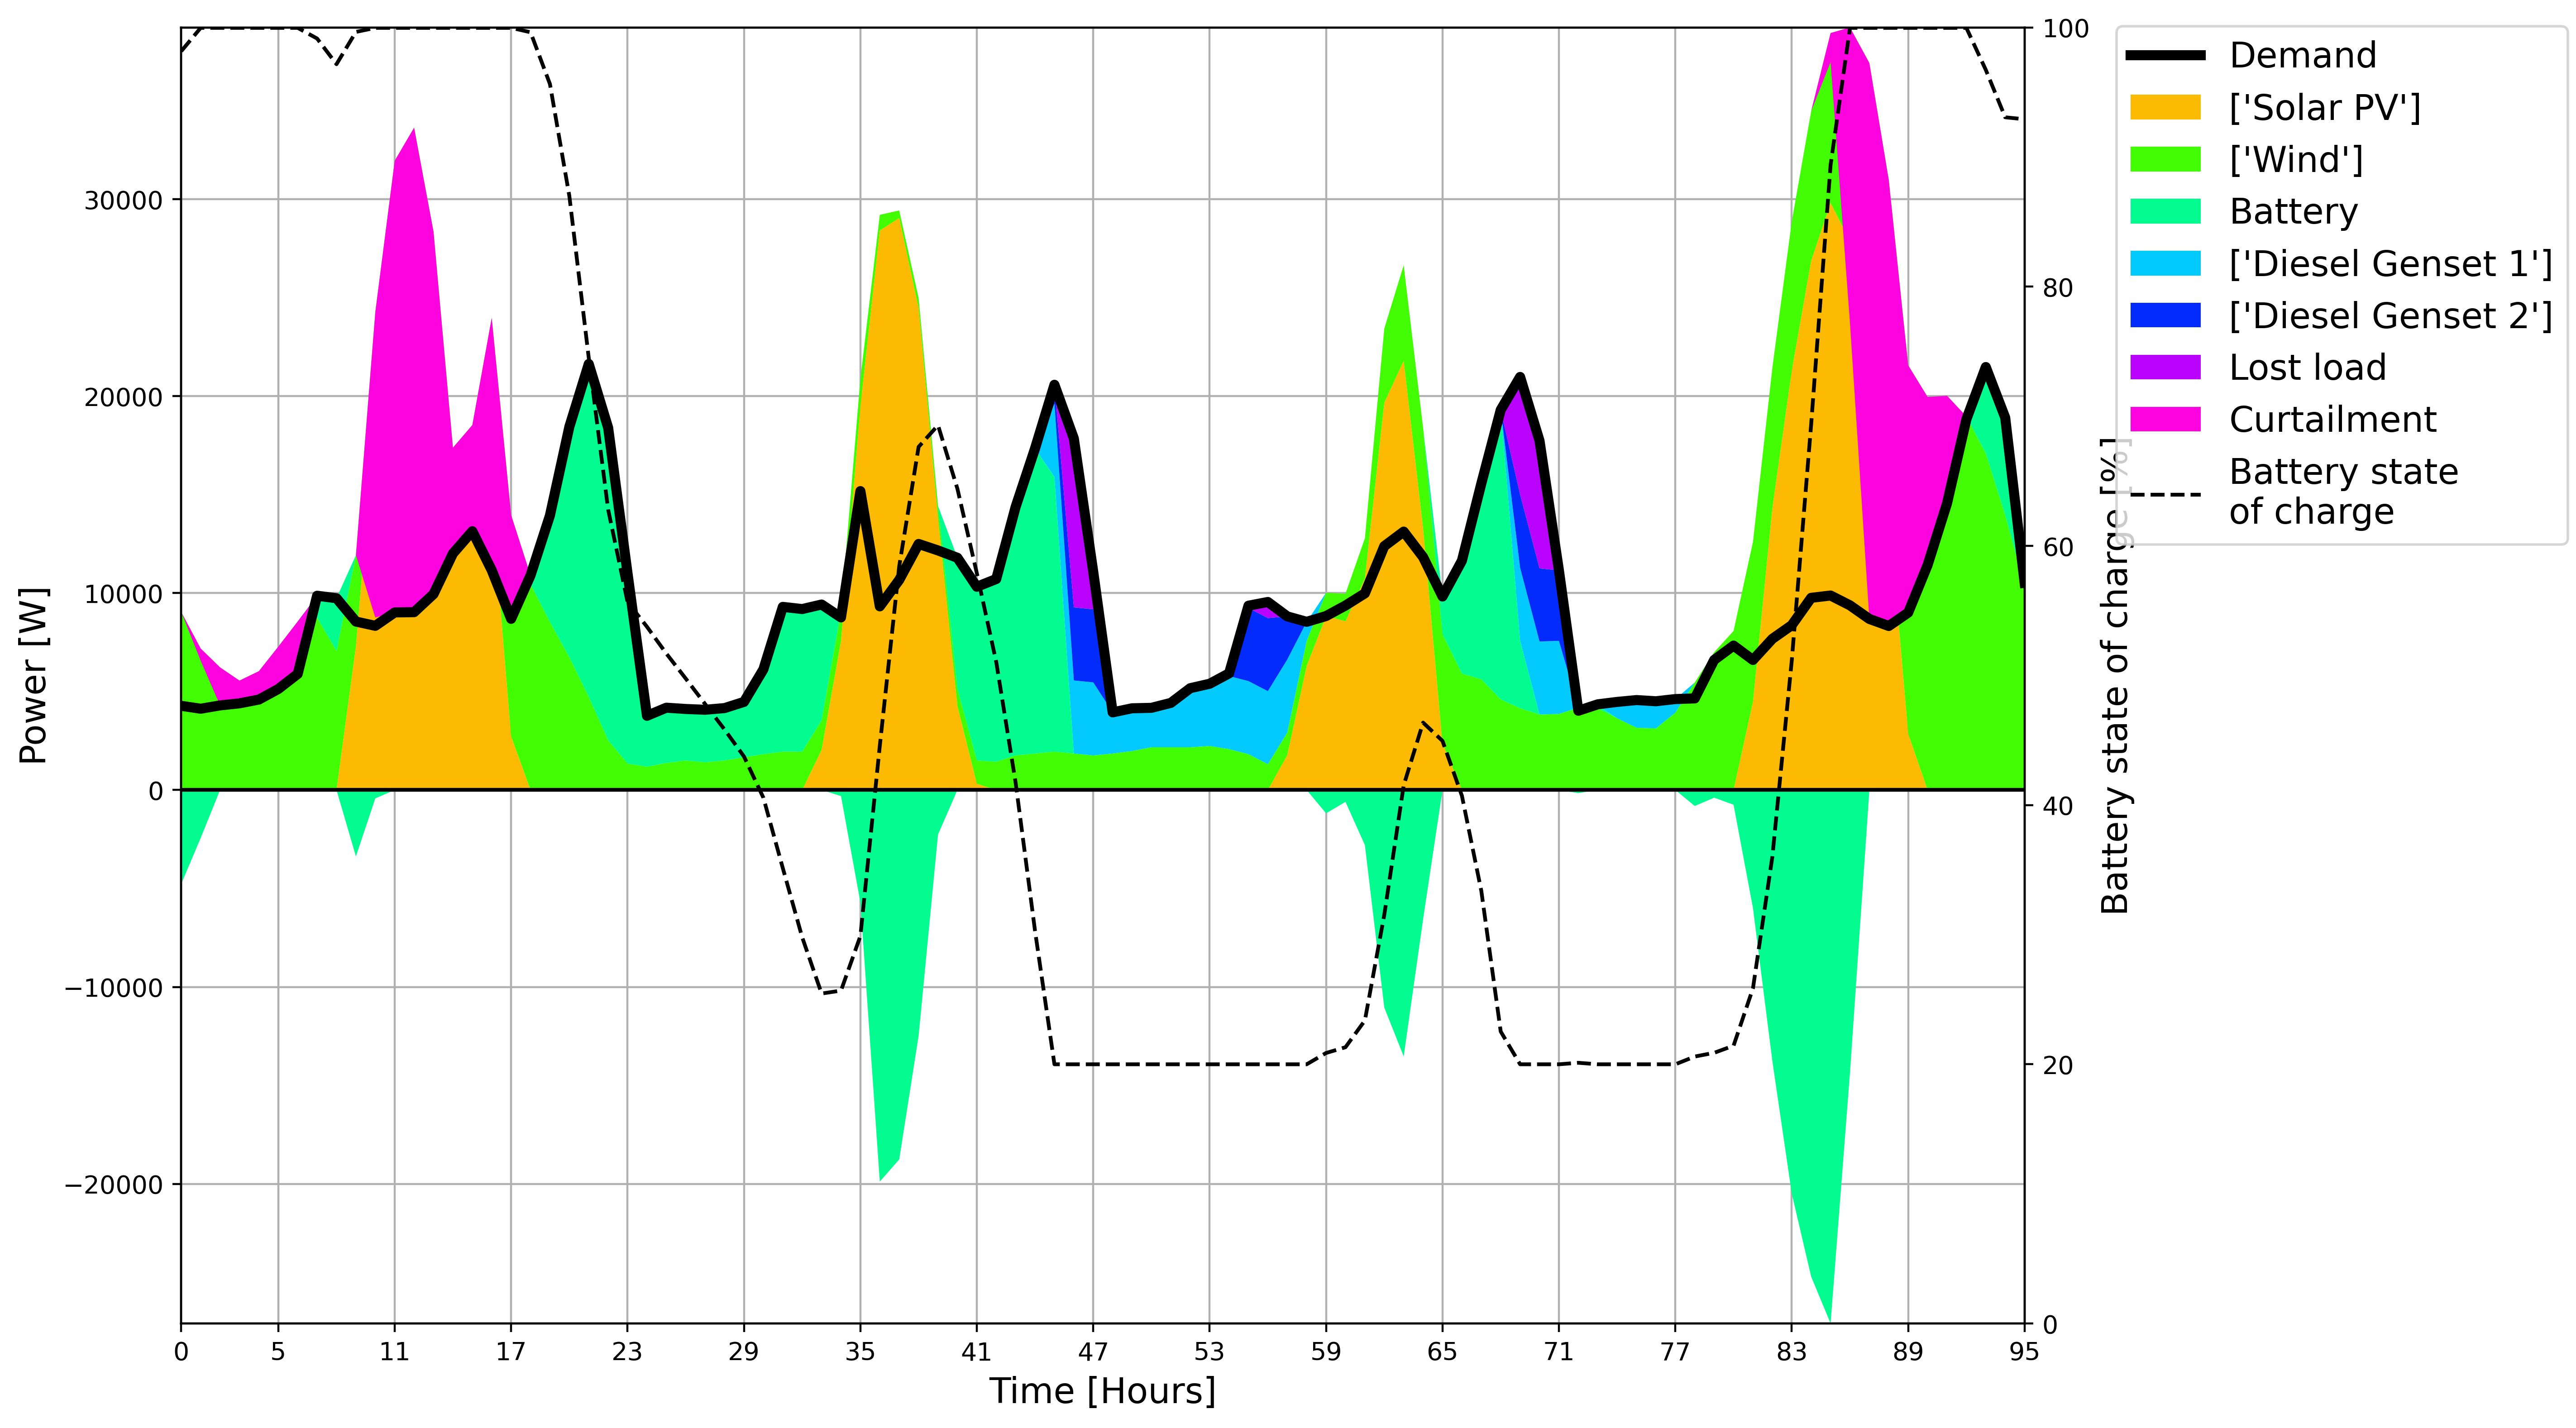 Power [W]
30000
20000
10000
0
−10000
−20000
0 5 11 17 23 29 35 41 47 53 59 65 71 77 83 89 95
Time [Hours]
100
80
60
40
20
0
Battery state of charge [%]
Demand
['Solar PV']
['Wind']
Battery
['Diesel Genset 1']
['Diesel Genset 2']
Lost load
Curtailment
Battery state
of charge